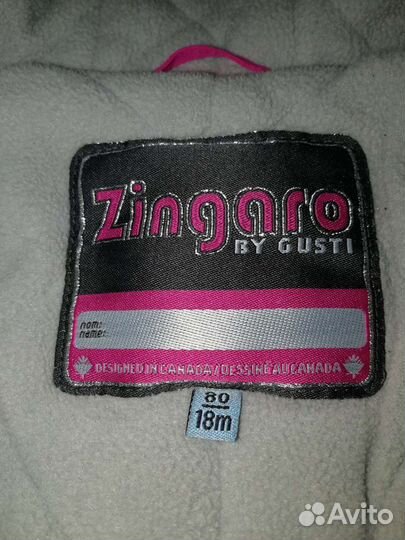 Zingaro
BY GUSTI
nom:
name:
DESIGNED IN CANADA/DESSINÉ AU CANADA
80
18m
Avito